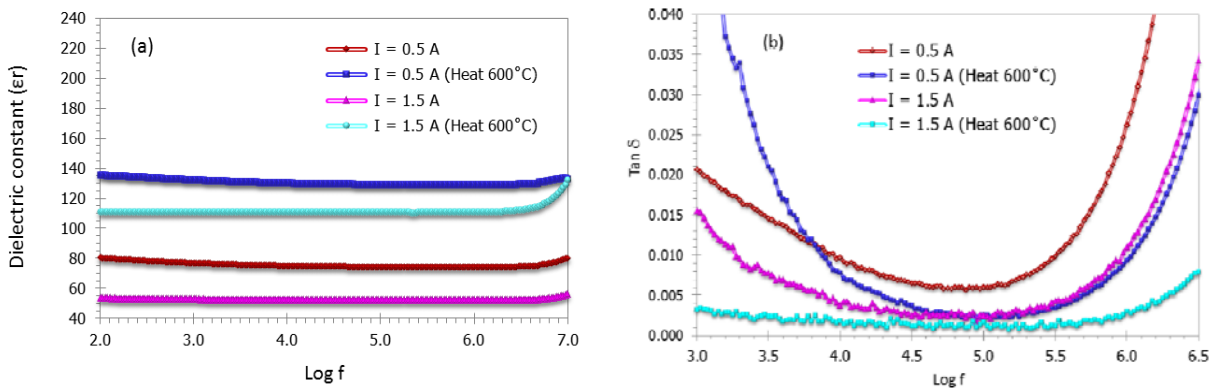 240
220
200
180
160
140
120
100
80
60
40
Dielectric constant (εr)
(a)
I = 0.5 A
I = 0.5 A (Heat 600°C)
I = 1.5 A
I = 1.5 A (Heat 600°C)
2.0 3.0 4.0 5.0 6.0 7.0
Log f
0.040
0.035
0.030
0.025
0.020
0.015
0.010
0.005
0.000
Tan δ
(b)
I = 0.5 A
I = 0.5 A (Heat 600°C)
I = 1.5 A
I = 1.5 A (Heat 600°C)
3.0 3.5 4.0 4.5 5.0 5.5 6.0 6.5
Log f